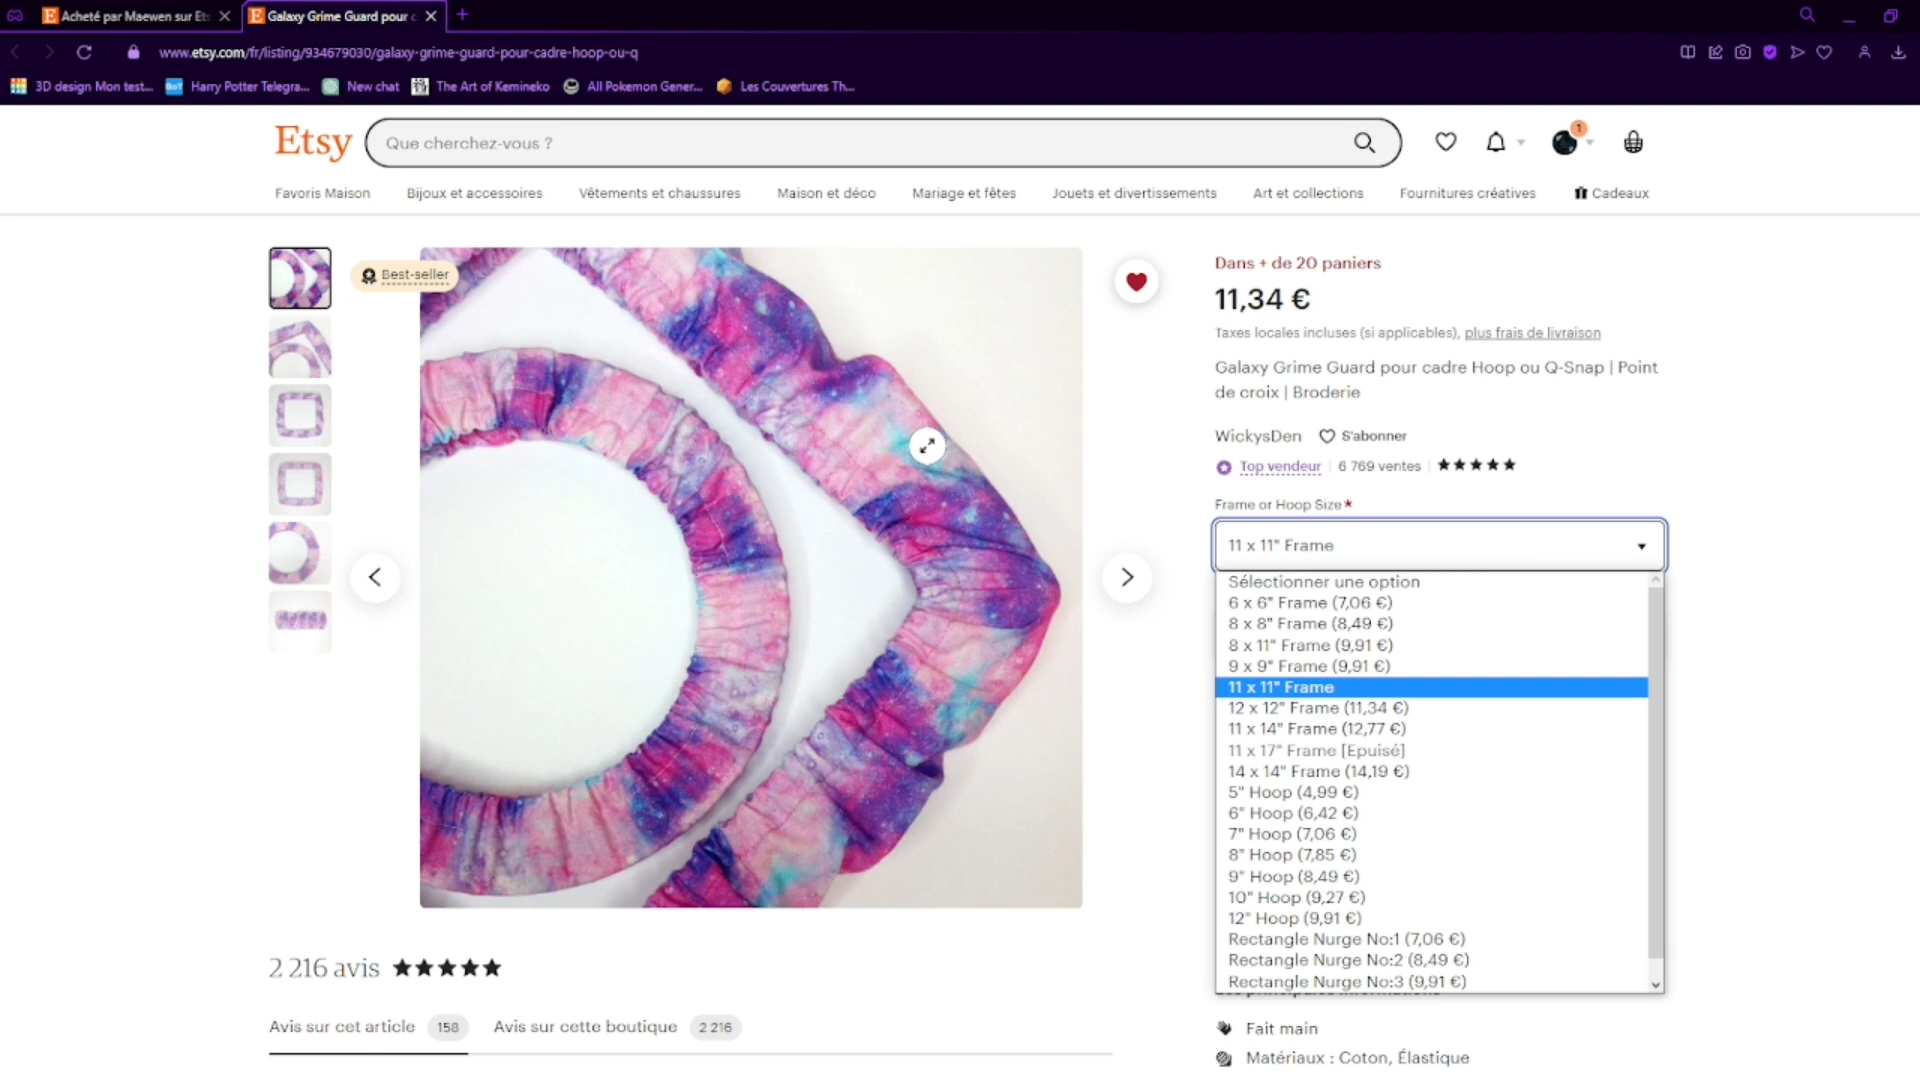 Acheté par Maewen sur Ets
Galaxy Grime Guard pour c
www.etsy.com/fr/listing/934679030/galaxy-grime-guard-pour-cadre-hoop-ou-q
3D design Mon test...
Harry Potter Telegra...
New chat
The Art of Kemineko
All Pokemon Gener...
Les Couvertures Th...
Etsy
Que cherchez-vous ?
1
Favoris Maison
Bijoux et accessoires
Vêtements et chaussures
Maison et déco
Mariage et fêtes
Jouets et divertissements
Art et collections
Fournitures créatives
Cadeaux
Best-seller
Dans + de 20 paniers
11,34 €
Taxes locales incluses (si applicables), plus frais de livraison
Galaxy Grime Guard pour cadre Hoop ou Q-Snap | Point
de croix | Broderie
WickysDen
S'abonner
Top vendeur
6 769 ventes
Frame or Hoop Size*
11 x 11" Frame
Sélectionner une option
6 x 6" Frame (7,06 €)
8 x 8" Frame (8,49 €)
8 x 11" Frame (9,91 €)
9 x 9" Frame (9,91 €)
11 x 11" Frame
12 x 12" Frame (11,34 €)
11 x 14" Frame (12,77 €)
11 x 17" Frame [Epuisé]
14 x 14" Frame (14,19 €)
5" Hoop (4,99 €)
6" Hoop (6,42 €)
7" Hoop (7,06 €)
8" Hoop (7,85 €)
9" Hoop (8,49 €)
10" Hoop (9,27 €)
12" Hoop (9,91 €)
Rectangle Nurge No:1 (7,06 €)
Rectangle Nurge No:2 (8,49 €)
Rectangle Nurge No:3 (9,91 €)
2 216 avis
Avis sur cet article 158
Avis sur cette boutique 2 216
Fait main
Matériaux : Coton, Élastique